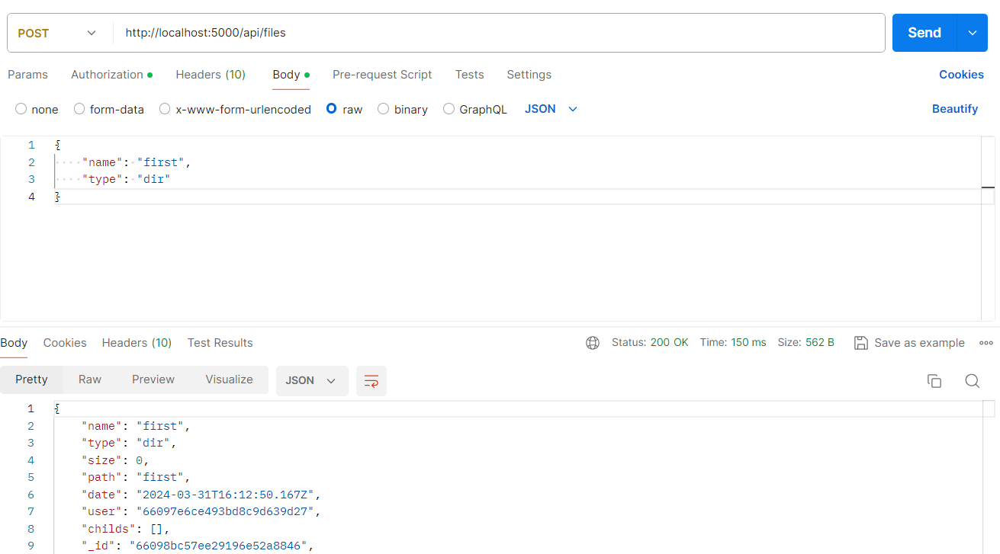 POST http://localhost:5000/api/files Send
Params Authorization Headers (10) Body Pre-request Script Tests Settings Cookies
none form-data x-www-form-urlencoded raw binary GraphQL JSON Beautify
1 {
2 "name": "first",
3 "type": "dir"
4 }
Body Cookies Headers (10) Test Results Status: 200 OK Time: 150 ms Size: 562 B Save as example
Pretty Raw Preview Visualize JSON
1 {
2 "name": "first",
3 "type": "dir",
4 "size": 0,
5 "path": "first",
6 "date": "2024-03-31T16:12:50.167Z",
7 "user": "66097e6ce493bd8c9d639d27",
8 "childs": [],
9 "_id": "66098bc57ee29196e52a8846",